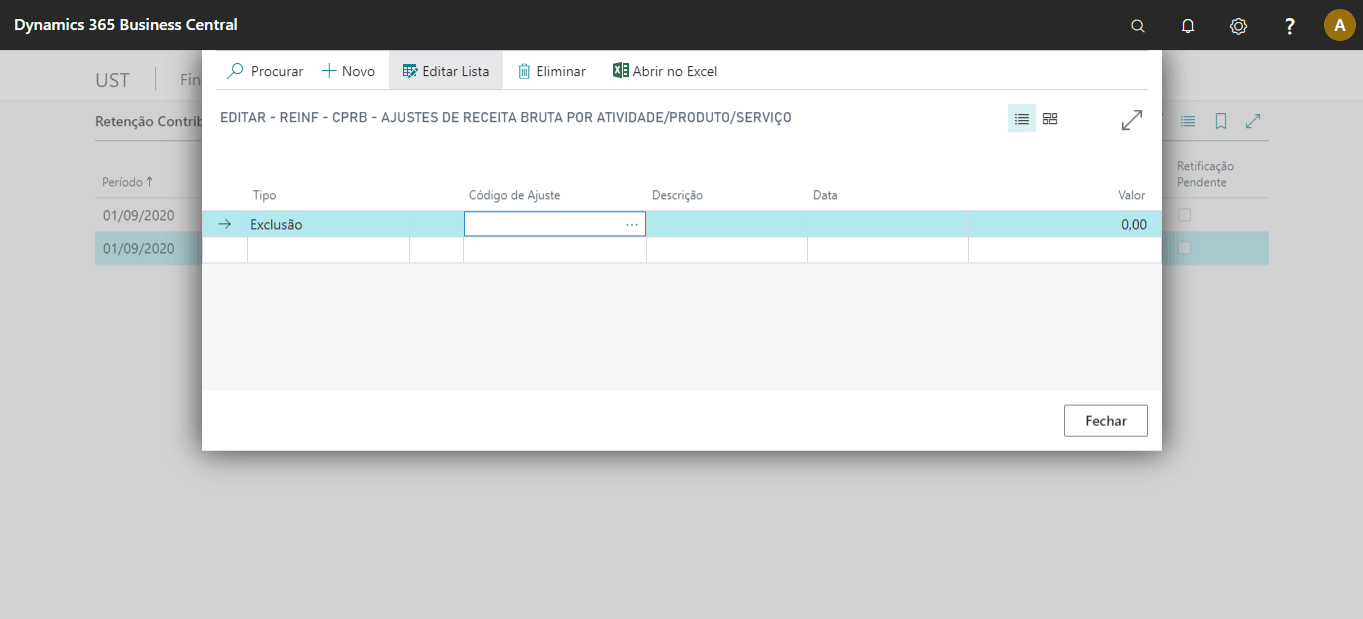 Dynamics 365 Business Central
?
A
UST
Fin
Procurar
Novo
Editar Lista
Eliminar
Abrir no Excel
EDITAR - REINF - CPRB - AJUSTES DE RECEITA BRUTA POR ATIVIDADE/PRODUTO/SERVIÇO
Retenção Contrib
Retificação
Pendente
Período ↑
Tipo
Código de Ajuste
Descrição
Data
Valor
01/09/2020
→ Exclusão
...
0,00
01/09/2020
Fechar